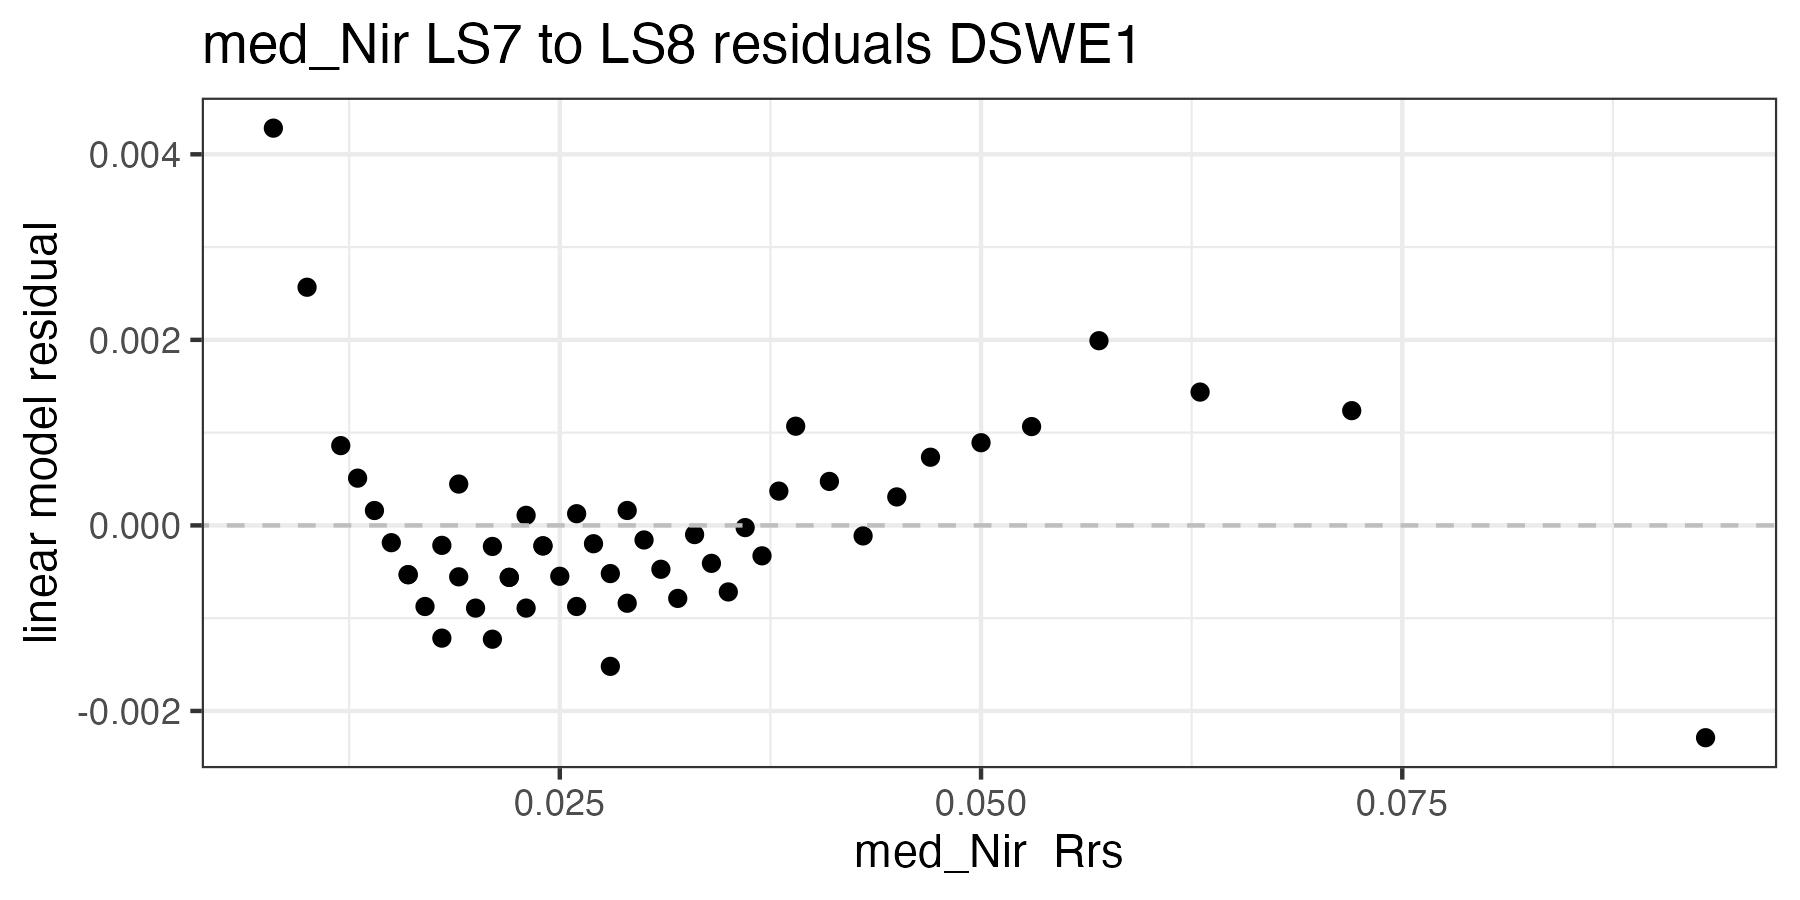 med_Nir LS7 to LS8 residuals DSWE1
linear model residual
0.004
0.002
0.000
-0.002
0.025
0.050
0.075
med_Nir  Rrs